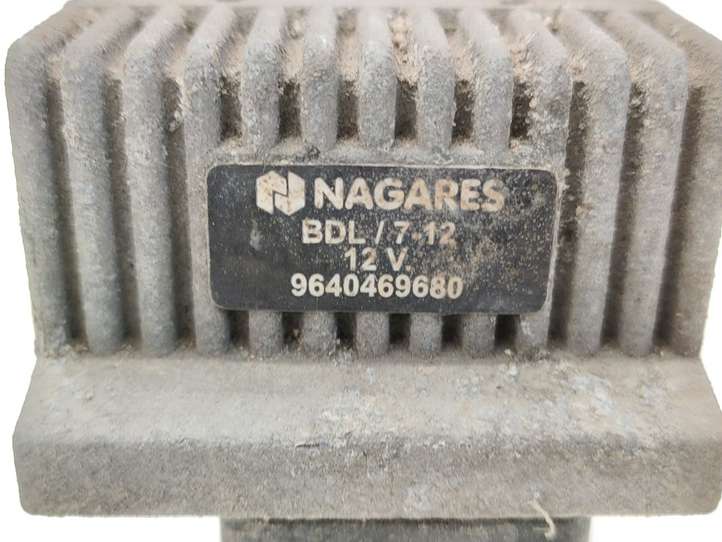 NAGARES
BDL / 7-12
12 V.
9640469680